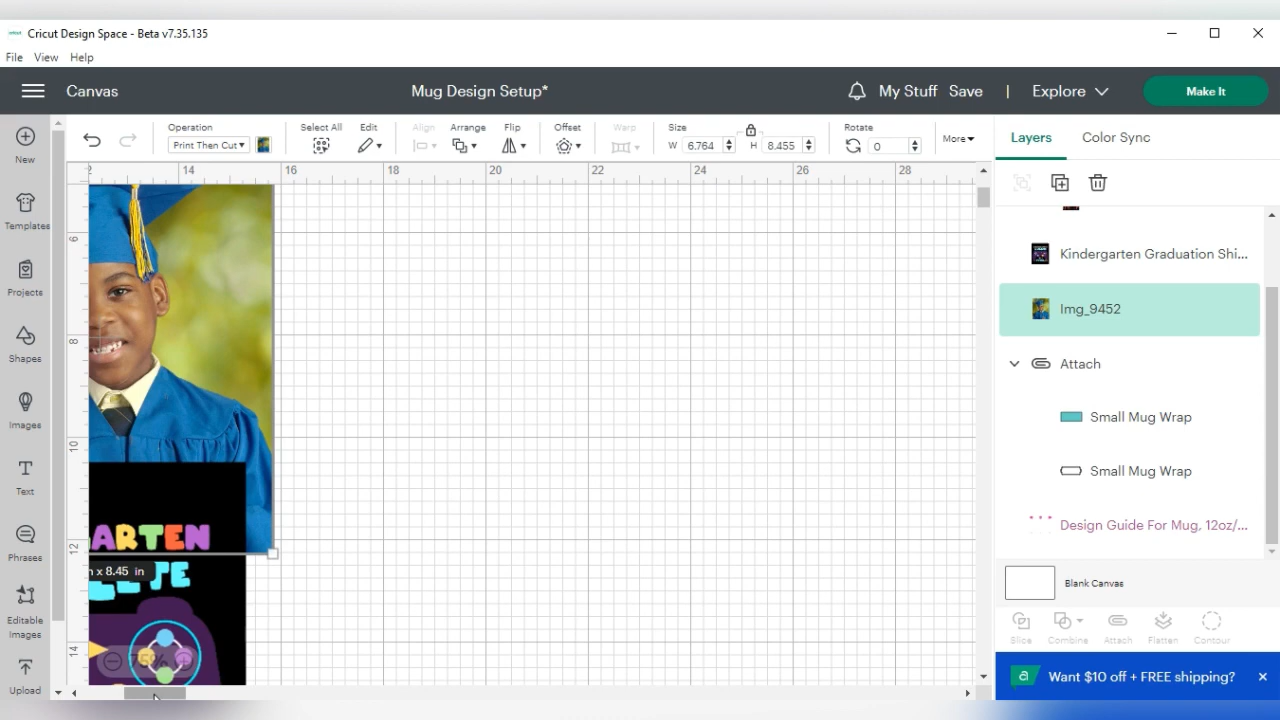 Cricut Design Space - Beta v7.35.135
File View Help
Canvas
Mug Design Setup*
My Stuff Save | Explore
Make It
New
Templates
Projects
Shapes
Images
Text
Phrases
Editable
Images
Upload
Operation
Print Then Cut
Select All
Edit
Align
Arrange
Flip
Offset
Warp
Size
W 6.764
H 8.455
Rotate
0
More
14 16 18 20 22 24 26 28
6
8
10
12
14
ARTEN
x 8.45 in
75%
Layers
Color Sync
Kindergarten Graduation Shi...
Img_9452
Attach
Small Mug Wrap
Small Mug Wrap
Design Guide For Mug, 12oz/...
Blank Canvas
Slice Combine Attach Flatten Contour
a Want $10 off + FREE shipping?